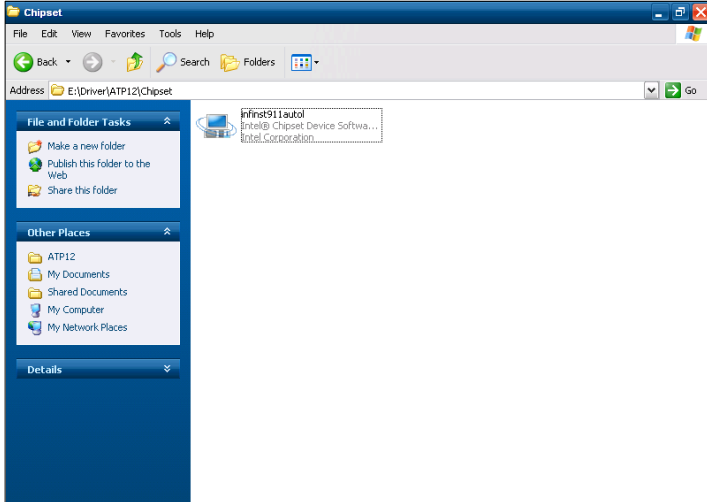 Chipset
File Edit View Favorites Tools Help
Back Search Folders
Address E:\Driver\ATP12\Chipset Go
File and Folder Tasks
Make a new folder
Publish this folder to the
Web
Share this folder
Other Places
ATP12
My Documents
Shared Documents
My Computer
My Network Places
Details
infinst911autol
Intel® Chipset Device Softwa...
Intel Corporation